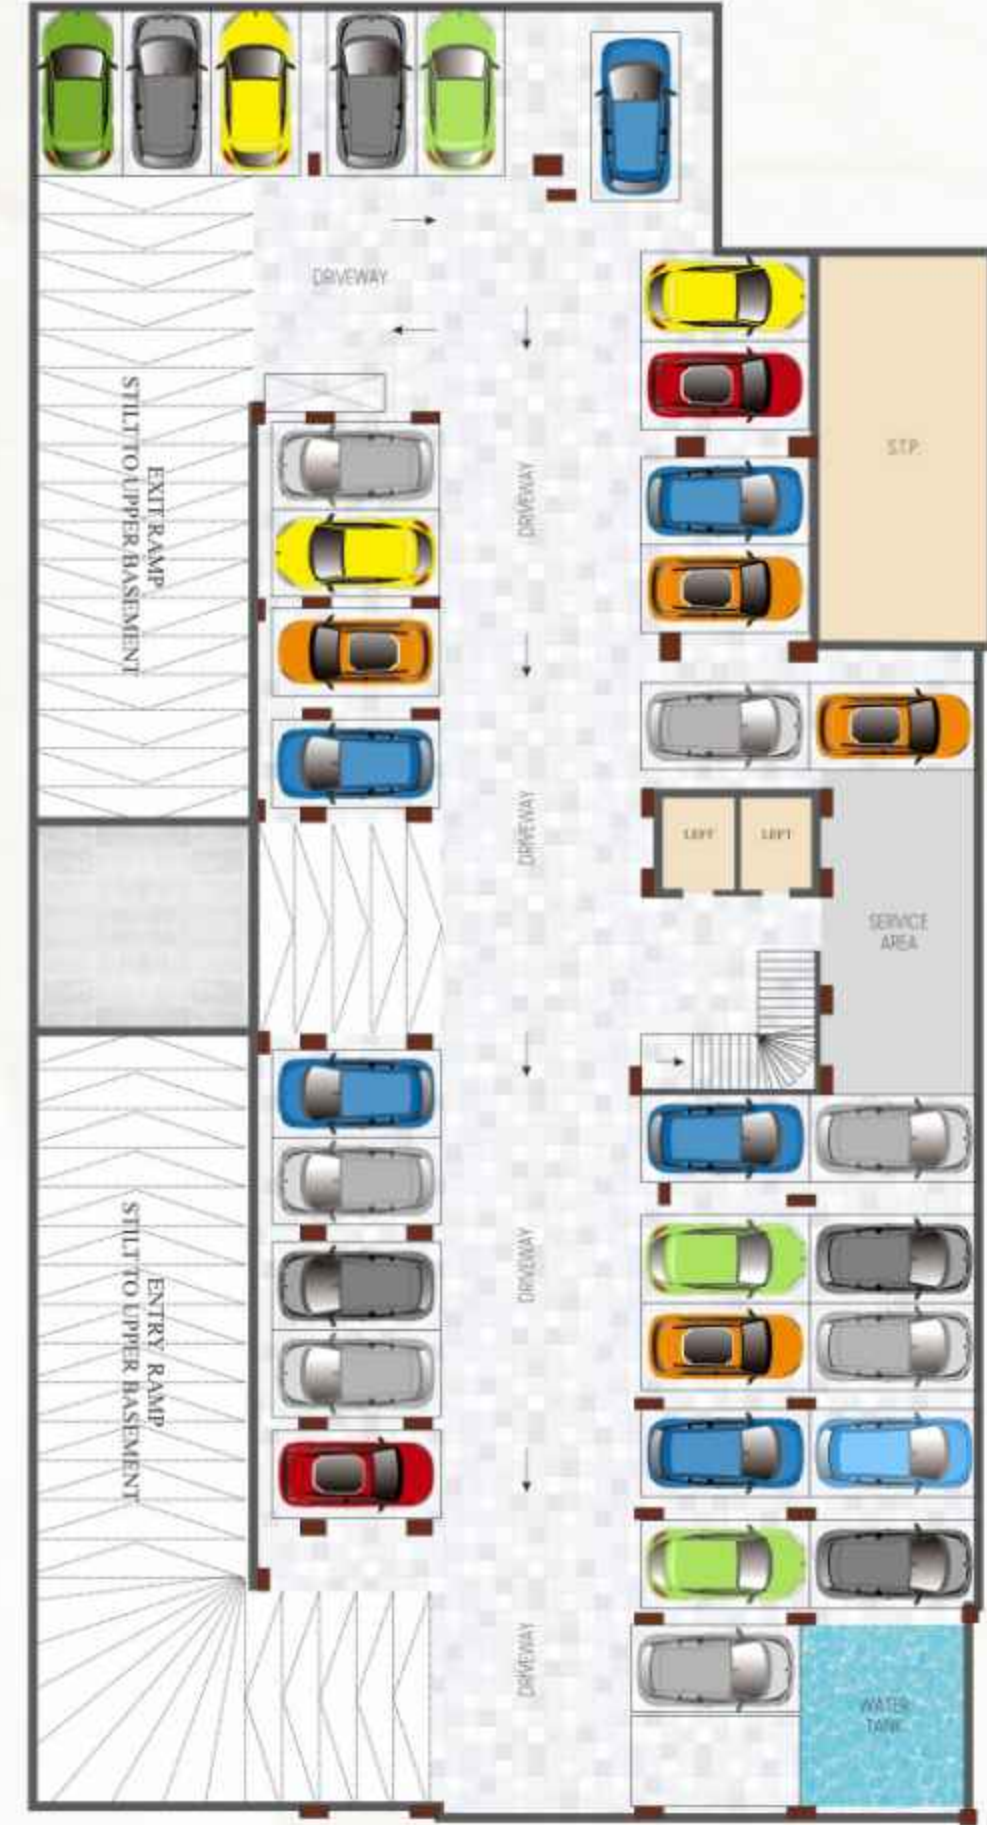 DRIVEWAY
S.T.P.
EXIT RAMP
STILT TO UPPER BASEMENT
DRIVEWAY
DRIVEWAY
LIFT
LIFT
SERVICE
AREA
ENTRY RAMP
STILT TO UPPER BASEMENT
DRIVEWAY
DRIVEWAY
WATER
TANK